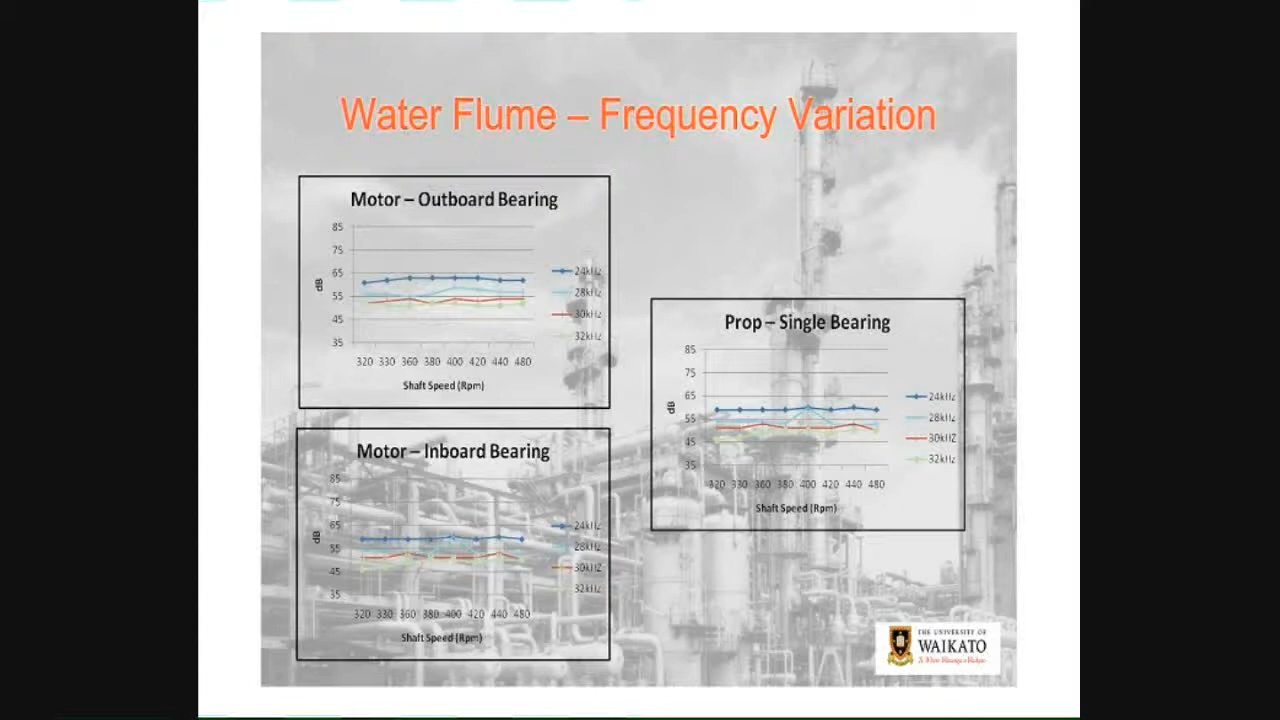 Water Flume – Frequency Variation
Motor – Outboard Bearing
85
75
65
55
45
35
dB
320 330 360 380 400 420 440 480
Shaft Speed (Rpm)
24kHz
28kHz
30kHz
32kHz
Motor – Inboard Bearing
85
75
65
55
45
35
dB
320 330 360 380 400 420 440 480
Shaft Speed (Rpm)
24kHz
28kHz
30kHZ
32kHz
Prop – Single Bearing
85
75
65
55
45
35
dB
320 330 360 380 400 420 440 480
Shaft Speed (Rpm)
24kHz
28kHz
30kHZ
32kHz
THE UNIVERSITY OF
WAIKATO